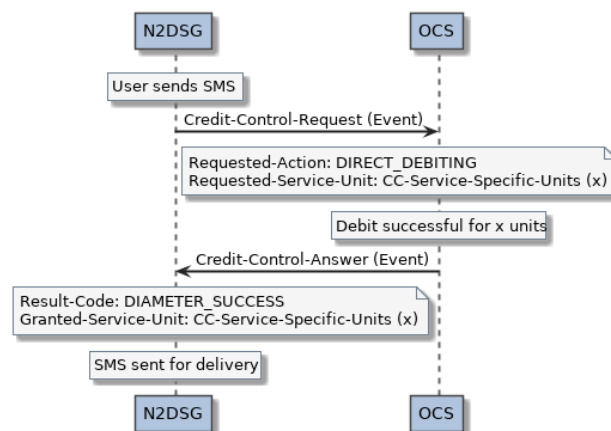 N2DSG
OCS
User sends SMS
Credit-Control-Request (Event)
Requested-Action: DIRECT_DEBITING
Requested-Service-Unit: CC-Service-Specific-Units (x)
Debit successful for x units
Credit-Control-Answer (Event)
Result-Code: DIAMETER_SUCCESS
Granted-Service-Unit: CC-Service-Specific-Units (x)
SMS sent for delivery
N2DSG
OCS